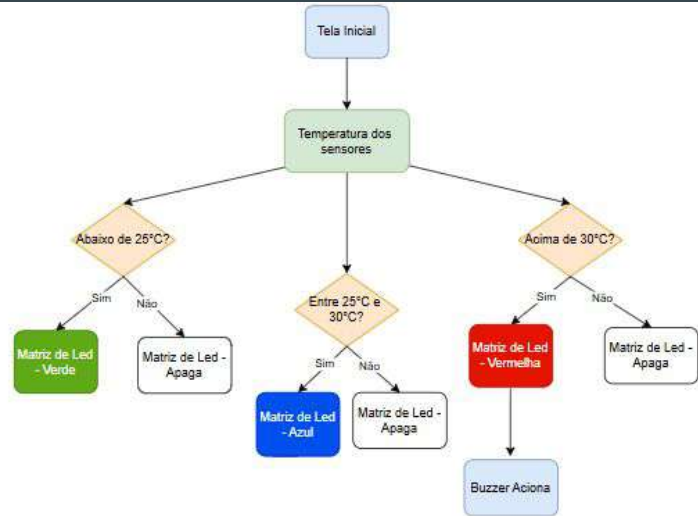 Tela Inicial
Temperatura dos
sensores
Abaixo de 25°C?
Acima de 30°C?
Sim
Não
Entre 25°C e
30°C?
Sim
Não
Matriz de Led
- Verde
Matriz de Led -
Apaga
Sim
Não
Matriz de Led
- Vermelha
Matriz de Led -
Apaga
Matriz de Led
- Azul
Matriz de Led -
Apaga
Buzzer Aciona